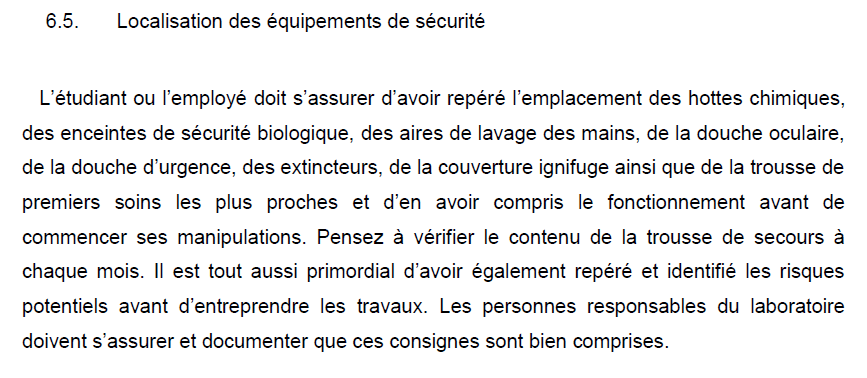 6.5. Localisation des équipements de sécurité
L’étudiant ou l’employé doit s’assurer d’avoir repéré l’emplacement des hottes chimiques,
des enceintes de sécurité biologique, des aires de lavage des mains, de la douche oculaire,
de la douche d’urgence, des extincteurs, de la couverture ignifuge ainsi que de la trousse de
premiers soins les plus proches et d’en avoir compris le fonctionnement avant de
commencer ses manipulations. Pensez à vérifier le contenu de la trousse de secours à
chaque mois. Il est tout aussi primordial d’avoir également repéré et identifié les risques
potentiels avant d’entreprendre les travaux. Les personnes responsables du laboratoire
doivent s’assurer et documenter que ces consignes sont bien comprises.